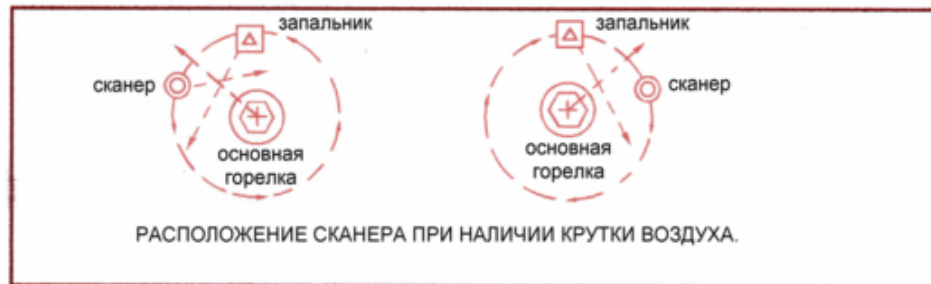 запальник
сканер
основная
горелка
запальник
сканер
основная
горелка
РАСПОЛОЖЕНИЕ СКАНЕРА ПРИ НАЛИЧИИ КРУТКИ ВОЗДУХА.